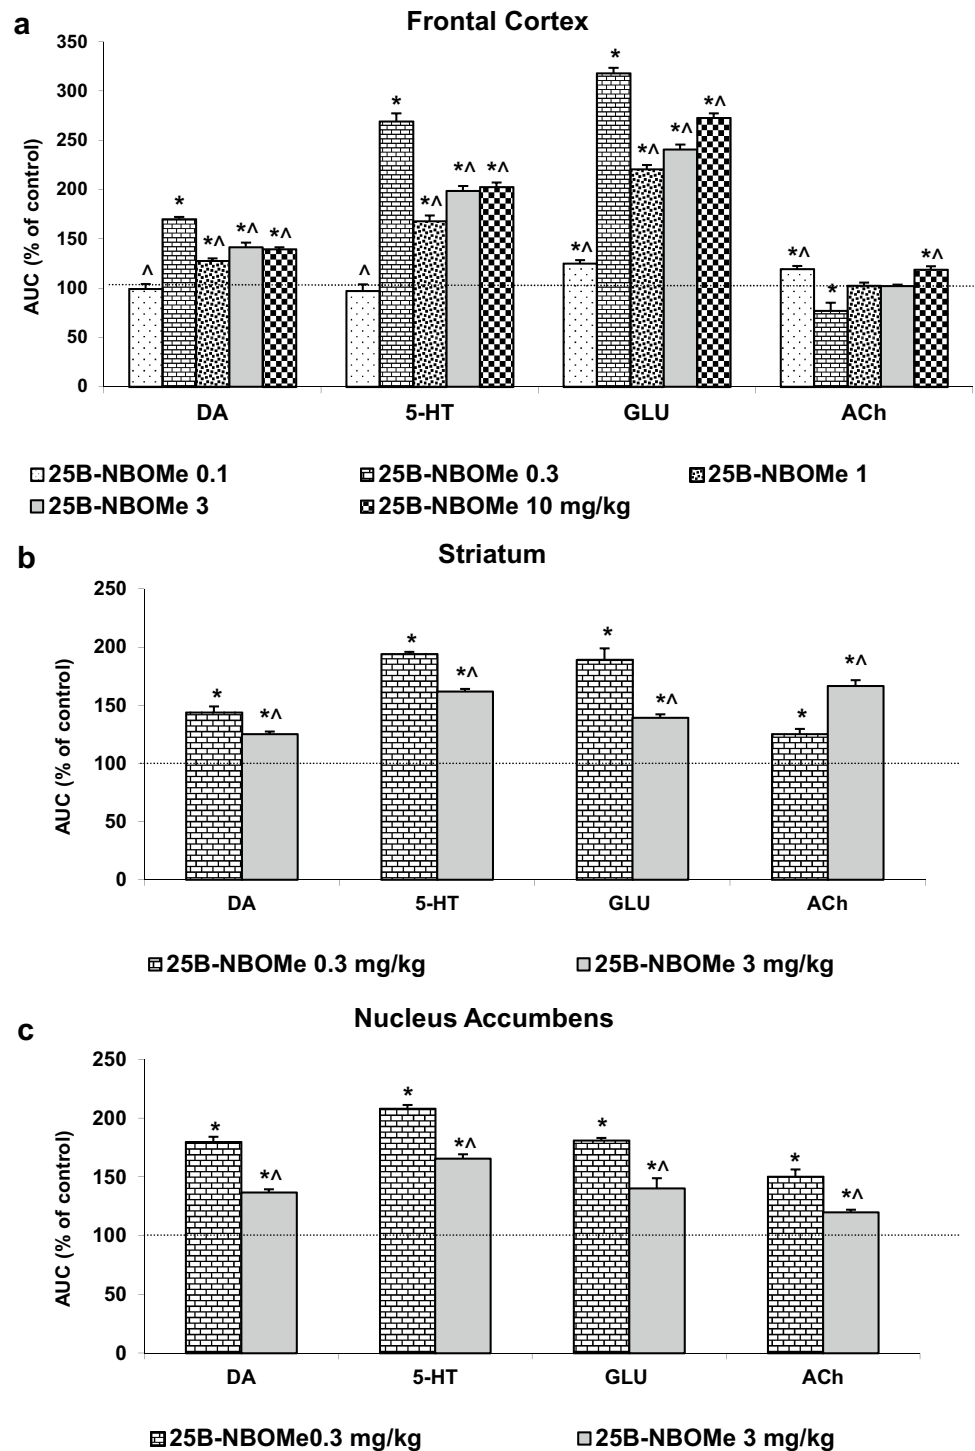 a
Frontal Cortex
AUC (% of control)
350
300
250
200
150
100
50
0
^ * *^ *^ *^
^ * *^ *^ *^
*^ * *^ *^ *^
*^ * *^
DA 5-HT GLU ACh
25B-NBOMe 0.1 25B-NBOMe 0.3 25B-NBOMe 1
25B-NBOMe 3 25B-NBOMe 10 mg/kg
b
Striatum
AUC (% of control)
250
200
150
100
50
0
* *^
* *^
* *^
* *^
DA 5-HT GLU ACh
25B-NBOMe 0.3 mg/kg 25B-NBOMe 3 mg/kg
c
Nucleus Accumbens
AUC (% of control)
250
200
150
100
50
0
* *^
* *^
* *^
* *^
DA 5-HT GLU ACh
25B-NBOMe0.3 mg/kg 25B-NBOMe 3 mg/kg